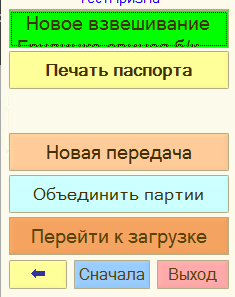 Новое взвешивание
Печать паспорта
Новая передача
Объединить партии
Перейти к загрузке
Сначала
Выход